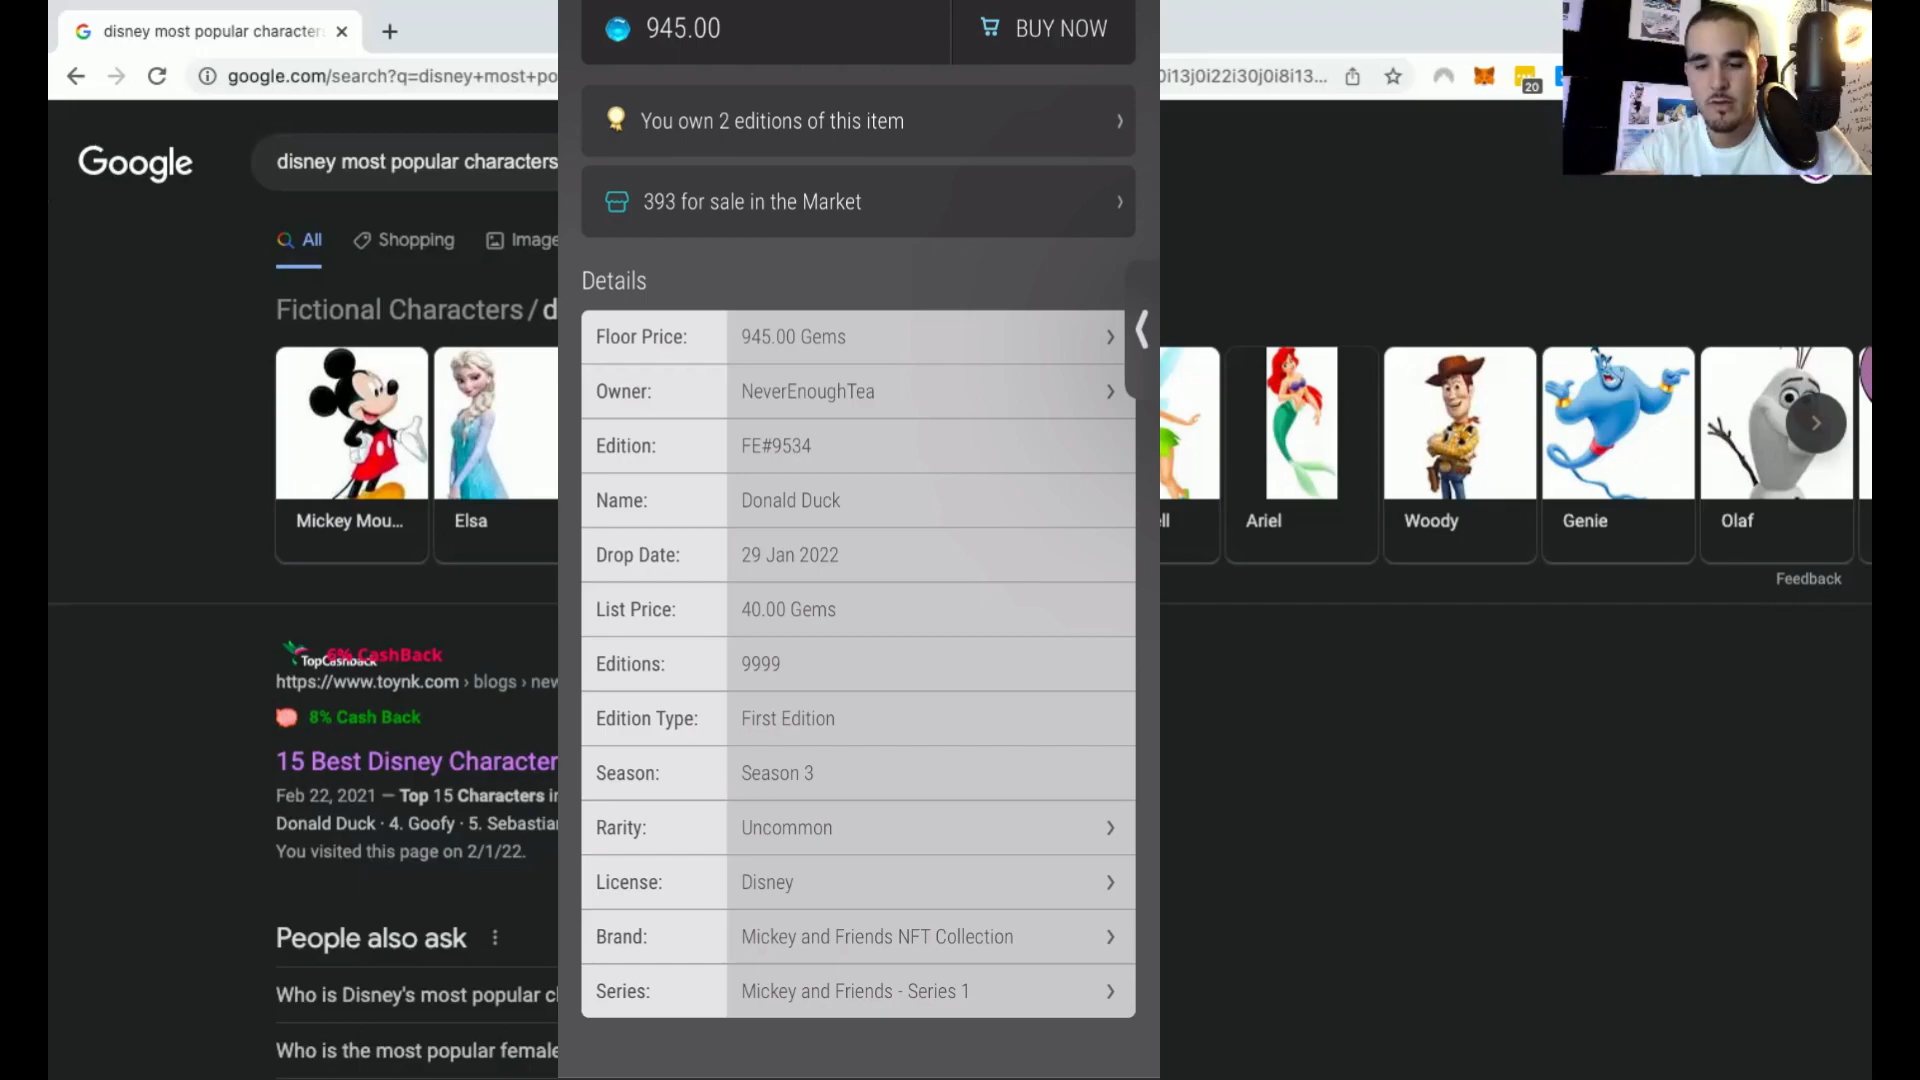 disney most popular character
google.com/search?q=disney+most+po
0i13j0i22i30j0i8i13...
20
945.00
BUY NOW
You own 2 editions of this item
393 for sale in the Market
Google
disney most popular characters
All
Shopping
Image
Fictional Characters / d
Mickey Mou...
Elsa
ll
Ariel
Woody
Genie
Olaf
Feedback
Details
Floor Price: 945.00 Gems
Owner: NeverEnoughTea
Edition: FE#9534
Name: Donald Duck
Drop Date: 29 Jan 2022
List Price: 40.00 Gems
Editions: 9999
Edition Type: First Edition
Season: Season 3
Rarity: Uncommon
License: Disney
Brand: Mickey and Friends NFT Collection
Series: Mickey and Friends - Series 1
TopCashback
6% CashBack
https://www.toynk.com › blogs › new
8% Cash Back
15 Best Disney Character
Feb 22, 2021 — Top 15 Characters in
Donald Duck · 4. Goofy · 5. Sebastian
You visited this page on 2/1/22.
People also ask
Who is Disney's most popular c
Who is the most popular female